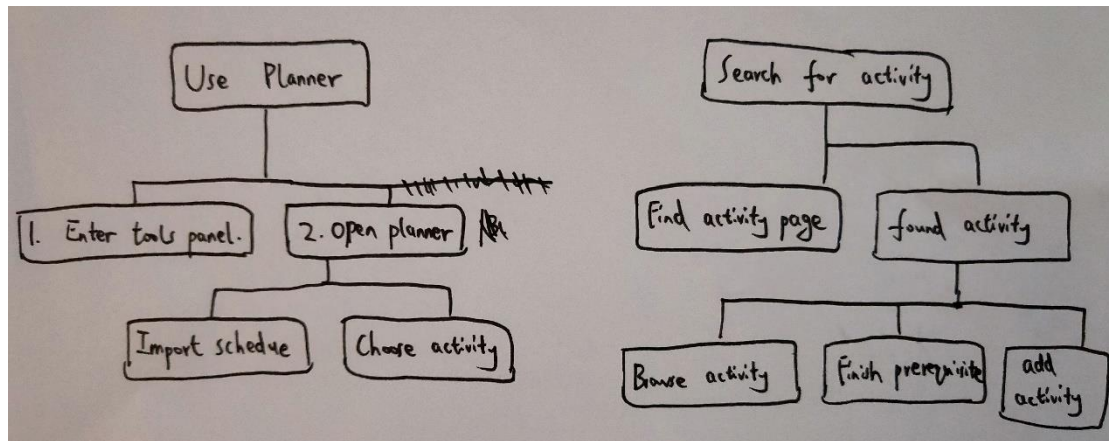 Use Planner
1. Enter tools panel.
2. Open planner
Import schedue
Choose activity
Search for activity
Find activity page
found activity
Browse activity
Finish prerequisite
add
activity